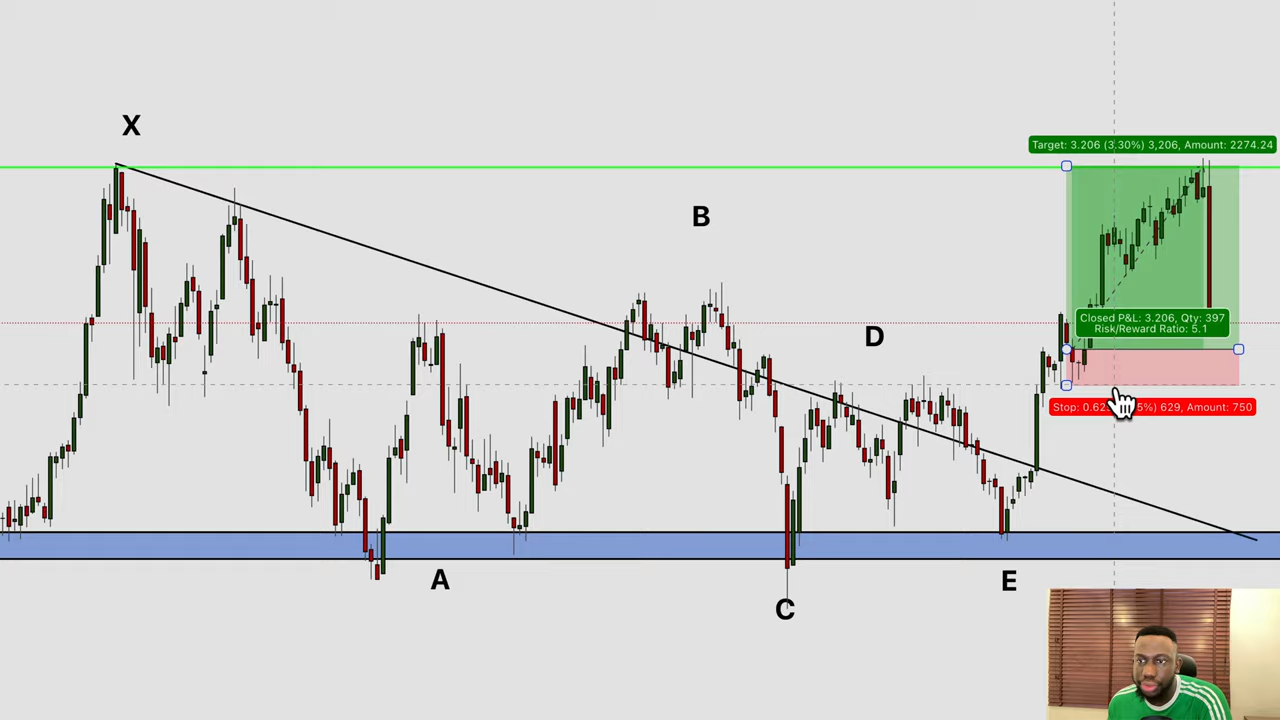 X
Target: 3.206 (3.30%) 3,206, Amount: 2274.24
B
Closed P&L: 3.206, Qty: 397
Risk/Reward Ratio: 5.1
D
Stop: 0.62 5%) 629, Amount: 750
A
E
C